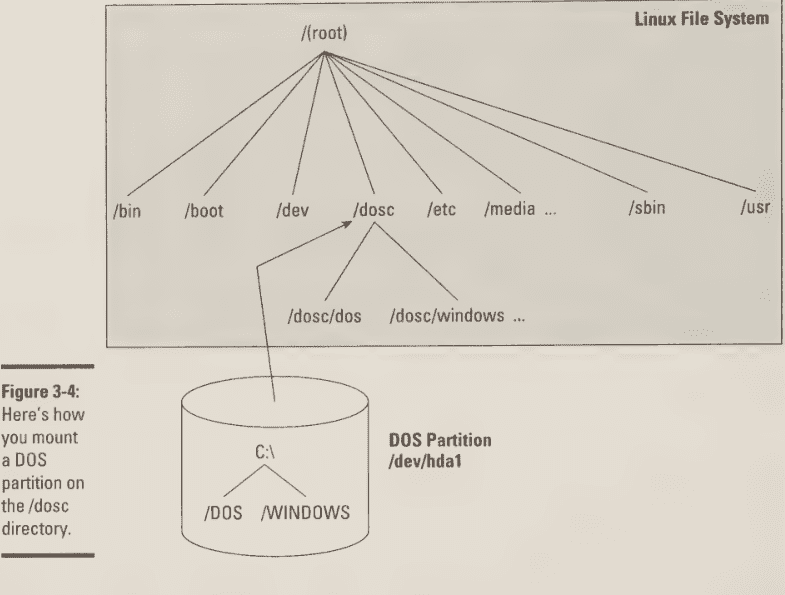 Linux File System
/(root)
/bin /boot /dev /dosc /etc /media ... /sbin /usr
/dosc/dos /dosc/windows ...
Figure 3-4:
Here's how
you mount
a DOS
partition on
the /dosc
directory.
DOS Partition
/dev/hda1
C:\
/DOS /WINDOWS